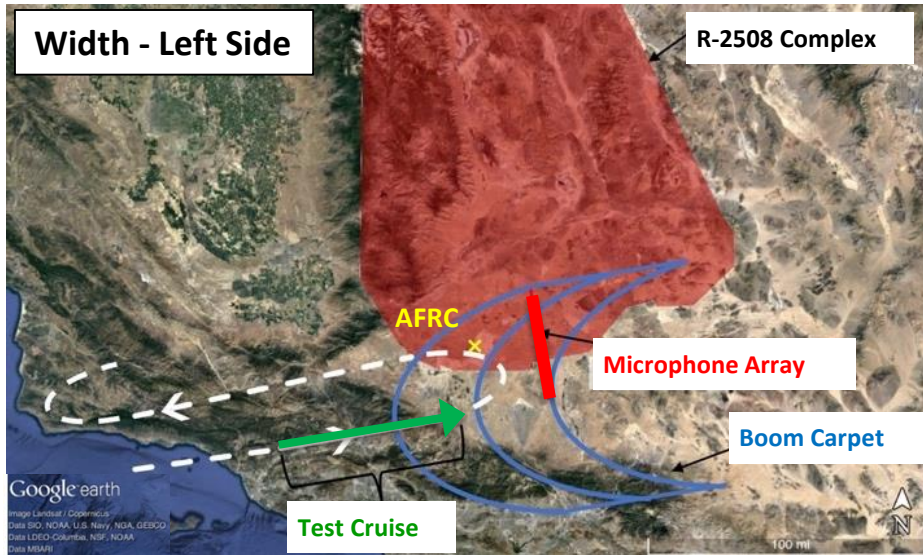 Width - Left Side
R-2508 Complex
AFRC
Microphone Array
Boom Carpet
Test Cruise
Google earth
Image Landsat / Copernicus
Data SIO, NOAA, U.S. Navy, NGA, GEBCO
Data LDEO-Columbia, NSF, NOAA
Data MBARI
N
100 mi